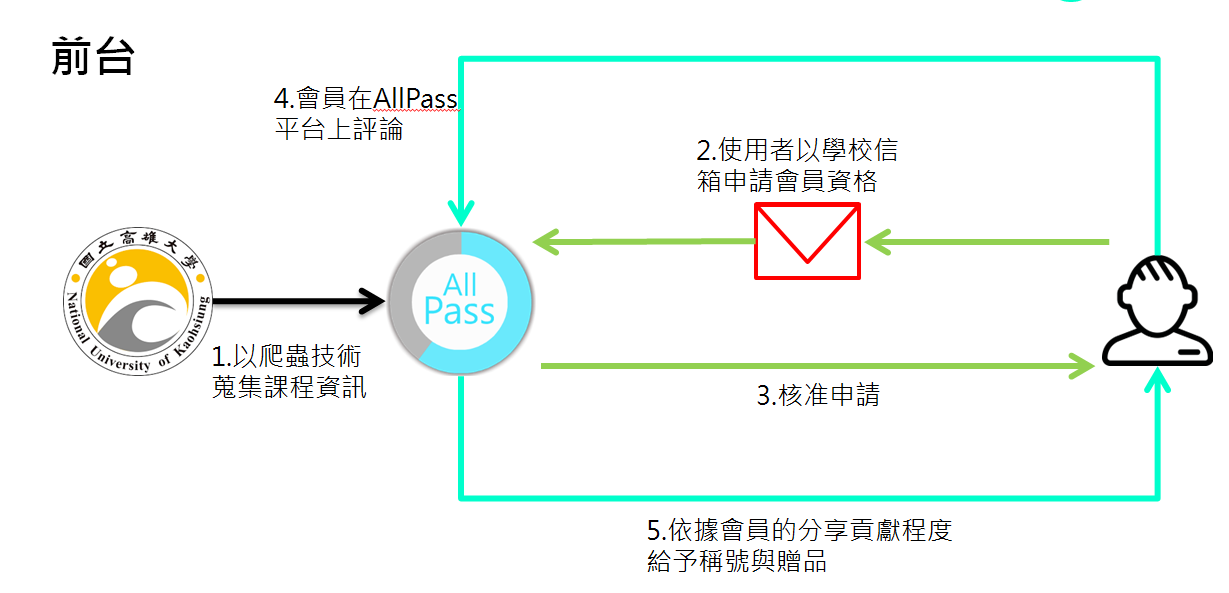 前台
4.會員在AllPass
平台上評論
2.使用者以學校信
箱申請會員資格
國立高雄大學
National University of Kaohsiung
All
Pass
1.以爬蟲技術
蒐集課程資訊
3.核准申請
5.依據會員的分享貢獻程度
給予稱號與贈品